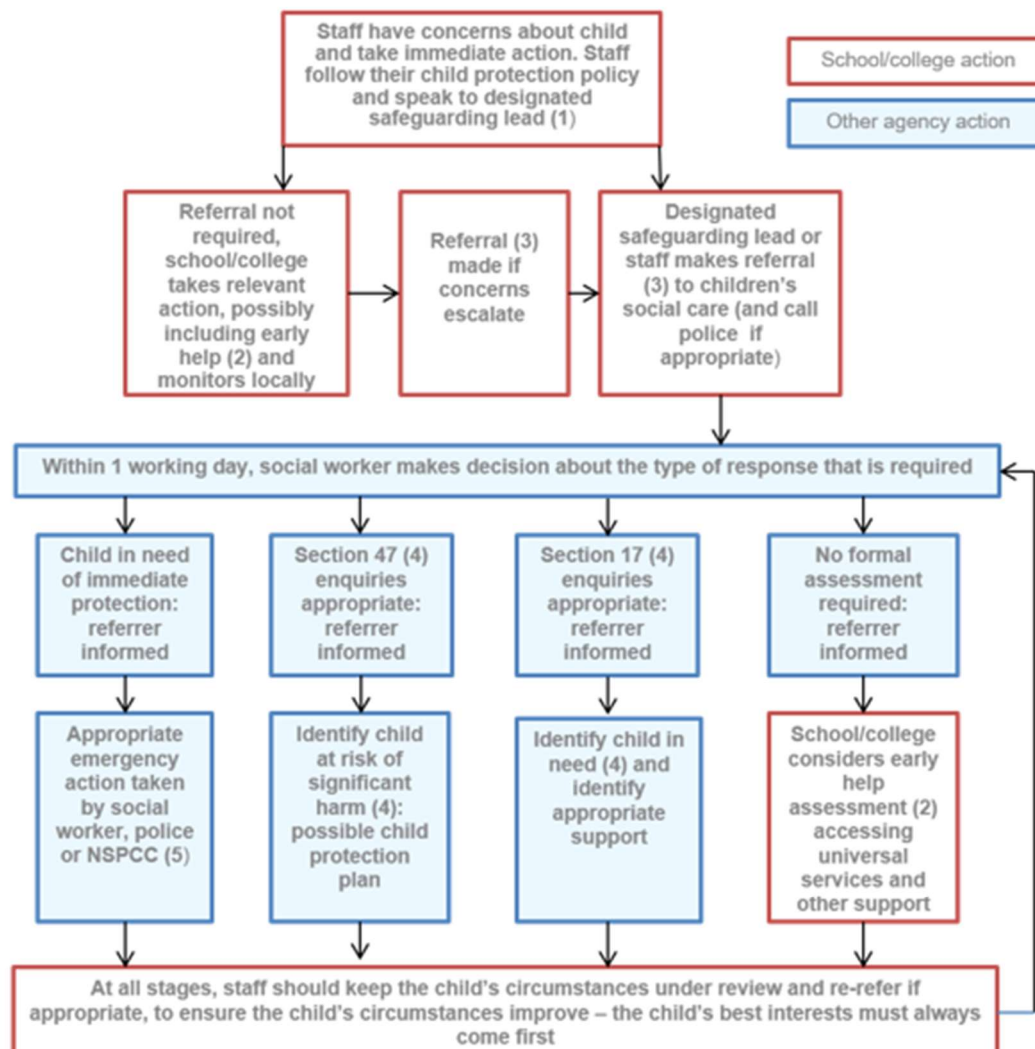 Staff have concerns about child
and take immediate action. Staff
follow their child protection policy
and speak to designated
safeguarding lead (1)
School/college action
Other agency action
Referral not
required,
school/college
takes relevant
action, possibly
including early
help (2) and
monitors locally
Referral (3)
made if
concerns
escalate
Designated
safeguarding lead or
staff makes referral
(3) to children's
social care (and call
police if
appropriate)
Within 1 working day, social worker makes decision about the type of response that is required
Child in need
of immediate
protection:
referrer
informed
Section 47 (4)
enquiries
appropriate:
referrer
informed
Section 17 (4)
enquiries
appropriate:
referrer
informed
No formal
assessment
required:
referrer
informed
Appropriate
emergency
action taken
by social
worker, police
or NSPCC (5)
Identify child
at risk of
significant
harm (4):
possible child
protection
plan
Identify child in
need (4) and
identify
appropriate
support
School/college
considers early
help
assessment (2)
accessing
universal
services and
other support
At all stages, staff should keep the child's circumstances under review and re-refer if
appropriate, to ensure the child's circumstances improve – the child's best interests must always
come first